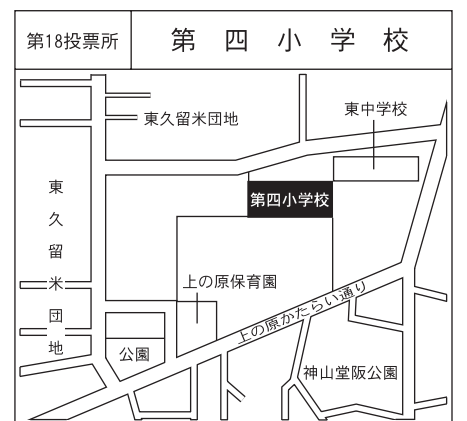 第18投票所
第四小学校
東久留米団地
東中学校
第四小学校
東久留米団地
上の原保育園
上の原かたらい通り
公園
神山堂阪公園